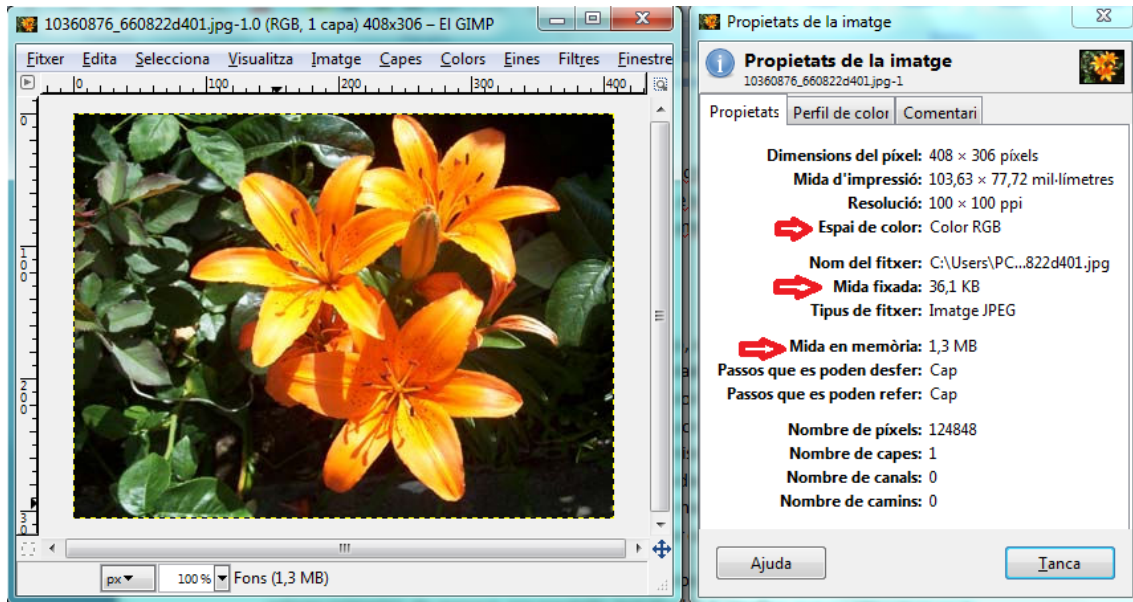 10360876_660822d401.jpg-1.0 (RGB, 1 capa) 408x306 – El GIMP
Fitxer Edita Selecciona Visualitza Imatge Capes Colors Eines Filtres Finestre
0 100 200 300 400
0
100
200
300
px 100 % Fons (1,3 MB)
Propietats de la imatge
Propietats de la imatge
10360876_660822d401.jpg-1
Propietats Perfil de color Comentari
Dimensions del píxel: 408 × 306 píxels
Mida d'impressió: 103,63 × 77,72 mil·límetres
Resolució: 100 × 100 ppi
Espai de color: Color RGB
Nom del fitxer: C:\Users\PC...822d401.jpg
Mida fixada: 36,1 KB
Tipus de fitxer: Imatge JPEG
Mida en memòria: 1,3 MB
Passos que es poden desfer: Cap
Passos que es poden refer: Cap
Nombre de píxels: 124848
Nombre de capes: 1
Nombre de canals: 0
Nombre de camins: 0
Ajuda Tanca